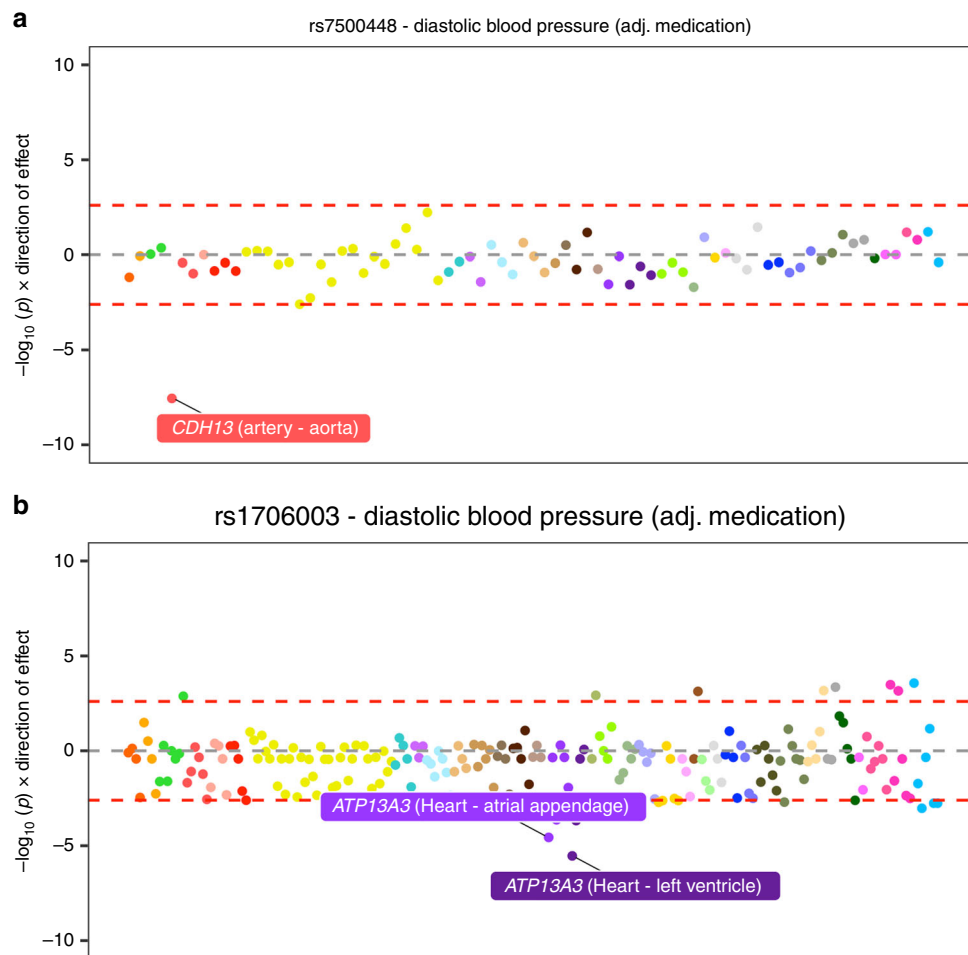 a
rs7500448 - diastolic blood pressure (adj. medication)
10
5
0
−5
−10
−log10 (p) × direction of effect
CDH13 (artery - aorta)
b
rs1706003 - diastolic blood pressure (adj. medication)
10
5
0
−5
−10
−log10 (p) × direction of effect
ATP13A3 (Heart - atrial appendage)
ATP13A3 (Heart - left ventricle)